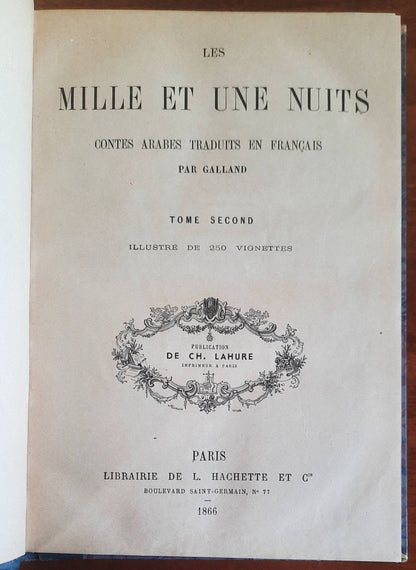 LES
MILLE ET UNE NUITS
CONTES ARABES TRADUITS EN FRANÇAIS
PAR GALLAND
TOME SECOND
ILLUSTRÉ DE 250 VIGNETTES
PUBLICATION
DE CH. LAHURE
IMPRIMEUR A PARIS
PARIS
LIBRAIRIE DE L. HACHETTE ET Cie
BOULEVARD SAINT-GERMAIN, No 77
1866